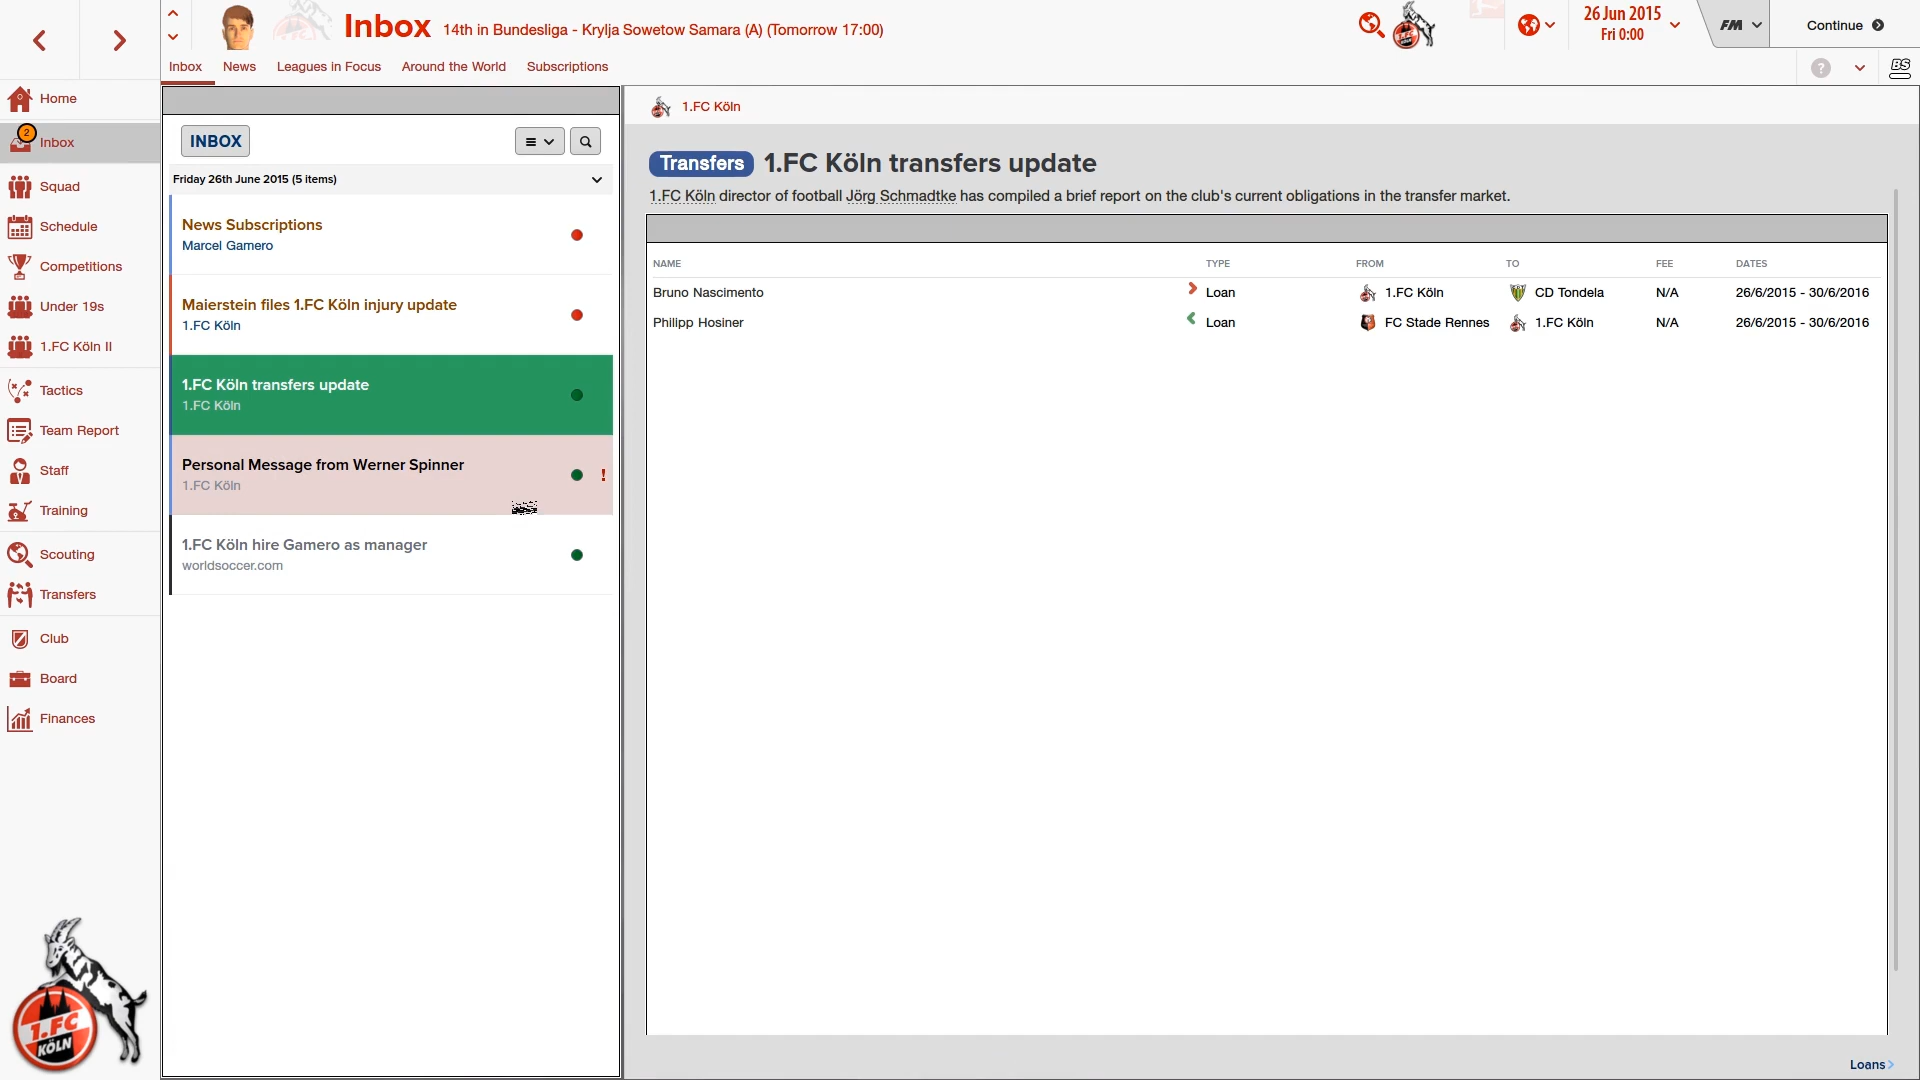 Inbox 14th in Bundesliga - Krylja Sowetow Samara (A) (Tomorrow 17:00)
26 Jun 2015
Fri 0:00
FM
Continue
Inbox News Leagues in Focus Around the World Subscriptions
?
BS
Home
2
Inbox
Squad
Schedule
Competitions
Under 19s
1.FC Köln II
Tactics
Team Report
Staff
Training
Scouting
Transfers
Club
Board
Finances
1.FC
KÖLN
INBOX
Friday 26th June 2015 (5 items)
News Subscriptions
Marcel Gamero
Maierstein files 1.FC Köln injury update
1.FC Köln
1.FC Köln transfers update
1.FC Köln
Personal Message from Werner Spinner
1.FC Köln
!
1.FC Köln hire Gamero as manager
worldsoccer.com
1.FC Köln
Transfers 1.FC Köln transfers update
1.FC Köln director of football Jörg Schmadtke has compiled a brief report on the club's current obligations in the transfer market.
NAME TYPE FROM TO FEE DATES
Bruno Nascimento Loan 1.FC Köln CD Tondela N/A 26/6/2015 - 30/6/2016
Philipp Hosiner Loan FC Stade Rennes 1.FC Köln N/A 26/6/2015 - 30/6/2016
Loans